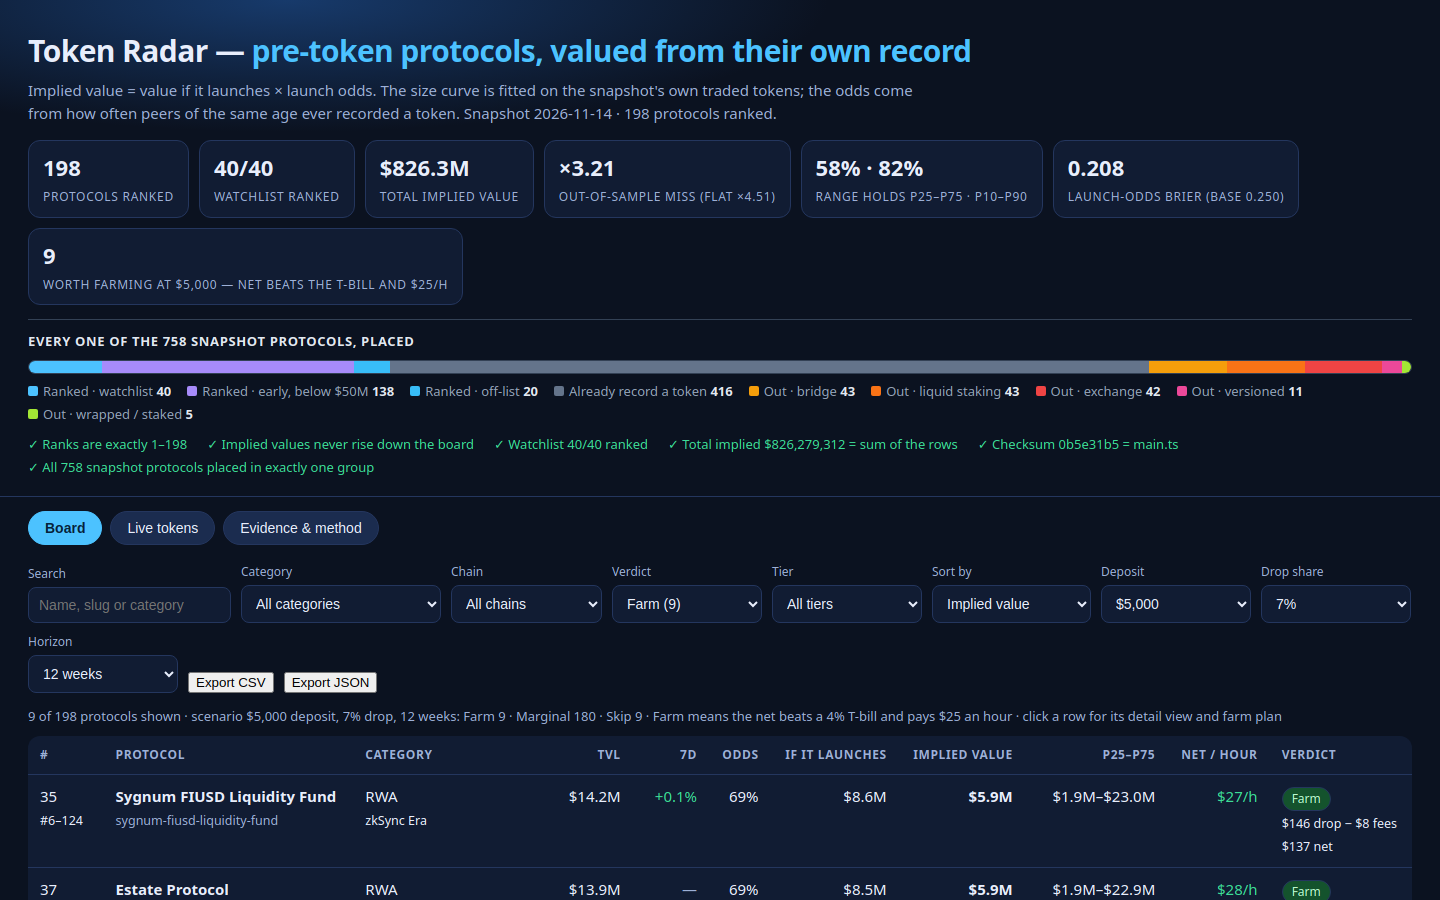 Token Radar — pre-token protocols, valued from their own record
Implied value = value if it launches × launch odds. The size curve is fitted on the snapshot's own traded tokens; the odds come
from how often peers of the same age ever recorded a token. Snapshot 2026-11-14 · 198 protocols ranked.
198
PROTOCOLS RANKED
40/40
WATCHLIST RANKED
$826.3M
TOTAL IMPLIED VALUE
×3.21
OUT-OF-SAMPLE MISS (FLAT ×4.51)
58% · 82%
RANGE HOLDS P25–P75 · P10–P90
0.208
LAUNCH-ODDS BRIER (BASE 0.250)
9
WORTH FARMING AT $5,000 — NET BEATS THE T-BILL AND $25/H
EVERY ONE OF THE 758 SNAPSHOT PROTOCOLS, PLACED
Ranked · watchlist 40 Ranked · early, below $50M 138 Ranked · off-list 20 Already record a token 416 Out · bridge 43 Out · liquid staking 43 Out · exchange 42 Out · versioned 11
Out · wrapped / staked 5
✓ Ranks are exactly 1–198 ✓ Implied values never rise down the board ✓ Watchlist 40/40 ranked ✓ Total implied $826,279,312 = sum of the rows ✓ Checksum 0b5e31b5 = main.ts
✓ All 758 snapshot protocols placed in exactly one group
Board Live tokens Evidence & method
Search Category Chain Verdict Tier Sort by Deposit Drop share
Name, slug or category All categories All chains Farm (9) All tiers Implied value $5,000 7%
Horizon
12 weeks Export CSV Export JSON
9 of 198 protocols shown · scenario $5,000 deposit, 7% drop, 12 weeks: Farm 9 · Marginal 180 · Skip 9 · Farm means the net beats a 4% T-bill and pays $25 an hour · click a row for its detail view and farm plan
# PROTOCOL CATEGORY TVL 7D ODDS IF IT LAUNCHES IMPLIED VALUE P25–P75 NET / HOUR VERDICT
35 Sygnum FIUSD Liquidity Fund RWA $14.2M +0.1% 69% $8.6M $5.9M $1.9M–$23.0M $27/h Farm
#6–124 sygnum-fiusd-liquidity-fund zkSync Era $146 drop − $8 fees
$137 net
37 Estate Protocol RWA $13.9M — 69% $8.5M $5.9M $1.9M–$22.9M $28/h Farm